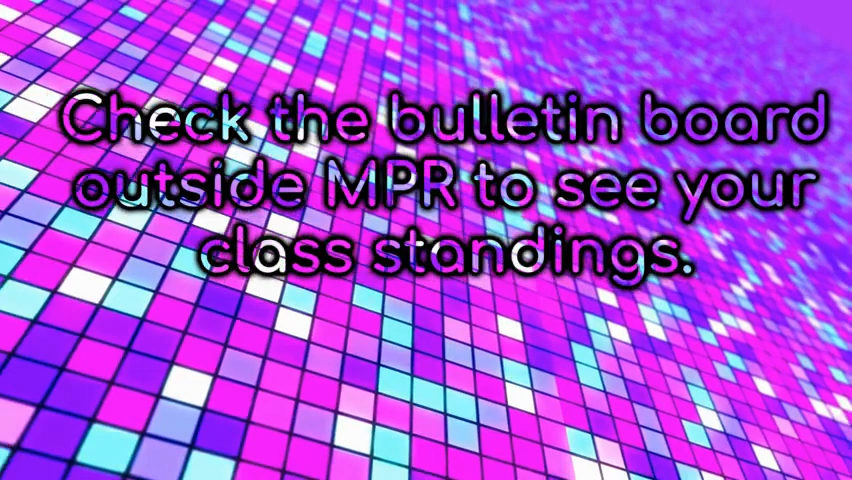 Check the bulletin board
outside MPR to see your
class standings.